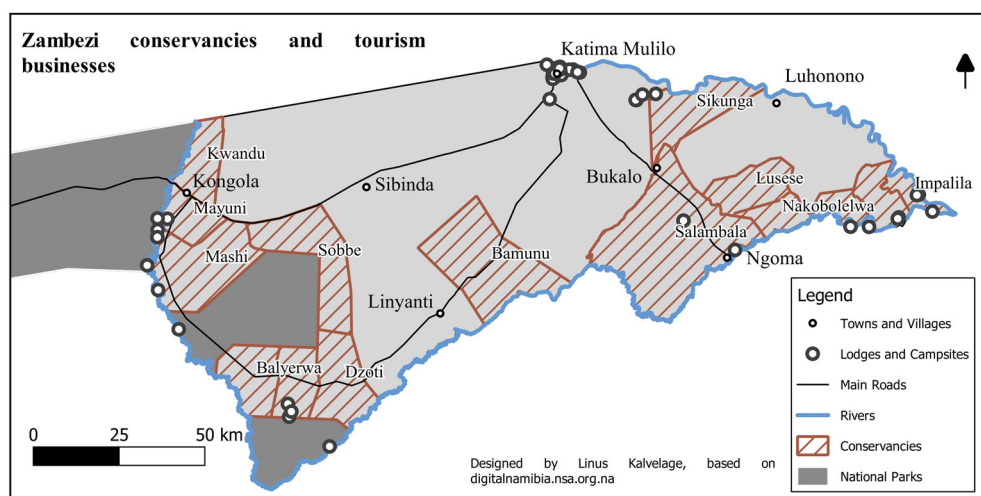 Zambezi conservancies and tourism
businesses
Katima Mulilo
Luhonono
Sikunga
Kwandu
Kongola
Sibinda
Bukalo
Lusese
Impalila
Mayuni
Nakobolelwa
Salambala
Mashi
Sobbe
Bamunu
Ngoma
Linyanti
Balyerwa
Dzoti
Legend
Towns and Villages
Lodges and Campsites
Main Roads
Rivers
Conservancies
National Parks
0 25 50 km
Designed by Linus Kalvelage, based on
digitalnamibia.nsa.org.na